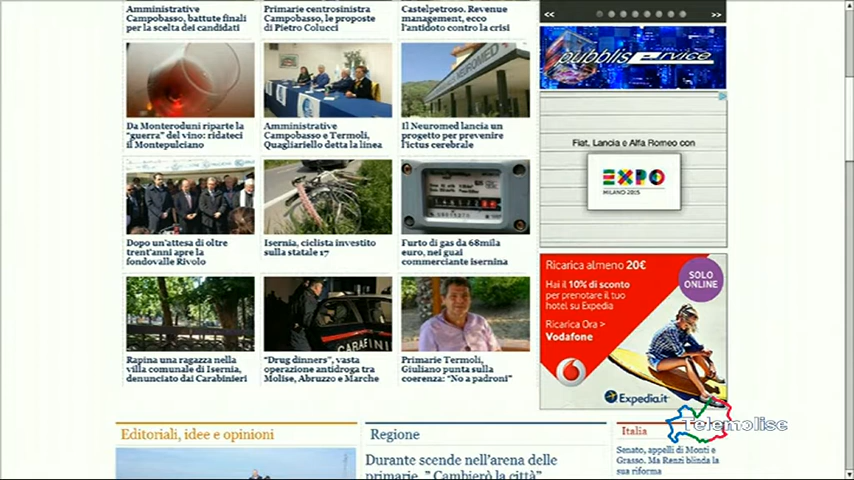 Amministrative
Campobasso, battute finali
per la scelta dei candidati
Primarie centrosinistra
Campobasso, le proposte
di Pietro Colucci
Castelpetroso. Revenue
management, ecco
l'antidoto contro la crisi
<<
>>
pubbliservice
NEUROMED
Da Monteroduni riparte la
"guerra" del vino: ridateci
il Montepulciano
Amministrative
Campobasso e Termoli,
Quagliariello detta la linea
Il Neuromed lancia un
progetto per prevenire
l'ictus cerebrale
Fiat, Lancia e Alfa Romeo con
EXPO
MILANO 2015
Dopo un'attesa di oltre
trent'anni apre la
fondovalle Rivolo
Isernia, ciclista investito
sulla statale 17
Furto di gas da 68mila
euro, nei guai
commerciante isernina
Ricarica almeno 20€
Hai il 10% di sconto
per prenotare il tuo
hotel su Expedia
Ricarica Ora >
Vodafone
SOLO
ONLINE
Expedia.it
CARABINI
Rapina una ragazza nella
villa comunale di Isernia,
denunciato dai Carabinieri
"Drug dinners", vasta
operazione antidroga tra
Molise, Abruzzo e Marche
Primarie Termoli,
Giuliano punta sulla
coerenza: "No a padroni"
Telemolise
Editoriali, idee e opinioni
Regione
Durante scende nell'arena delle
primarie. " Cambierò la città"
Italia
Senato, appelli di Monti e
Grasso. Ma Renzi blinda la
sua riforma